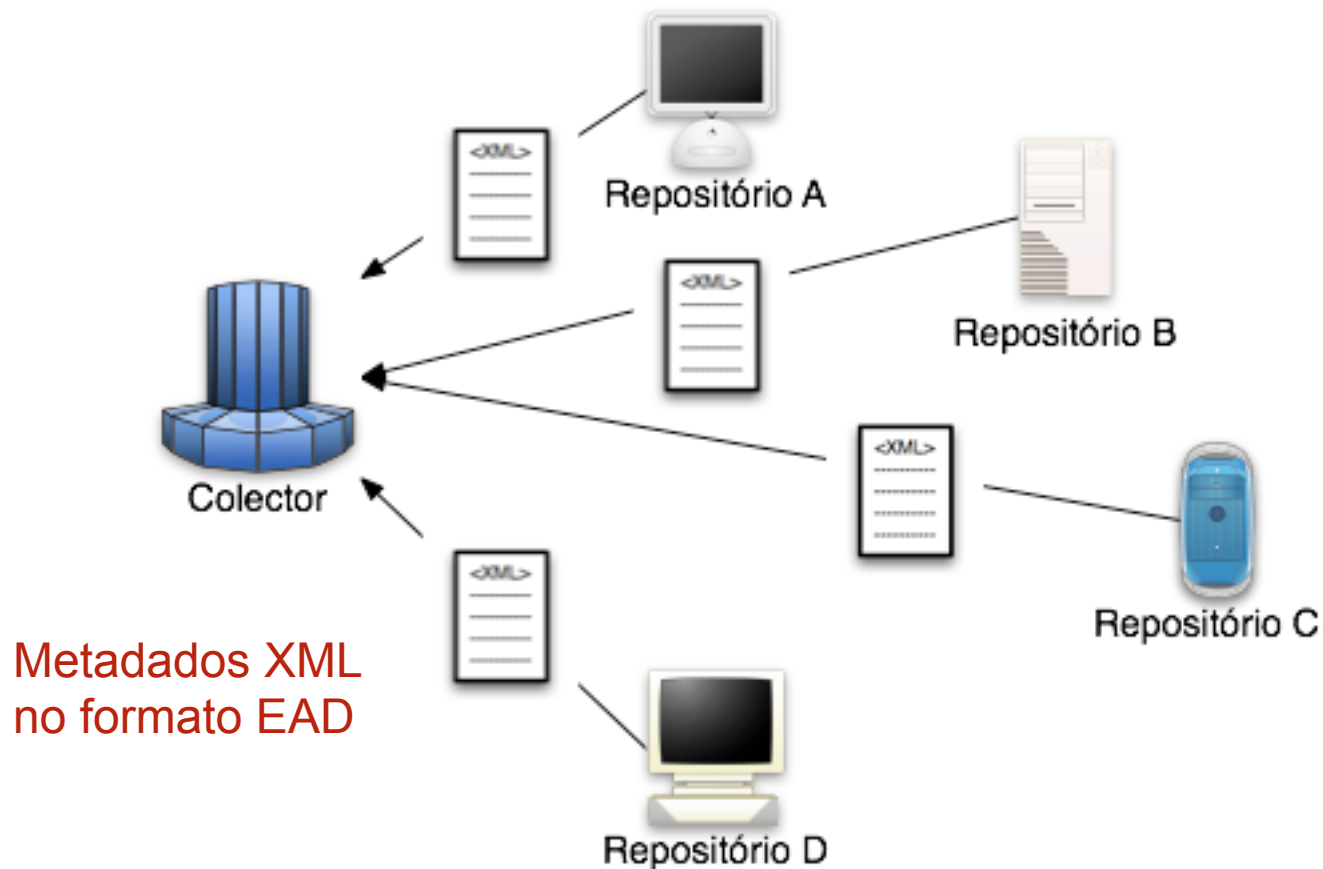 <XML>
Repositório A
<XML>
Repositório B
Colector
<XML>
Repositório C
<XML>
Metadados XML
no formato EAD
Repositório D